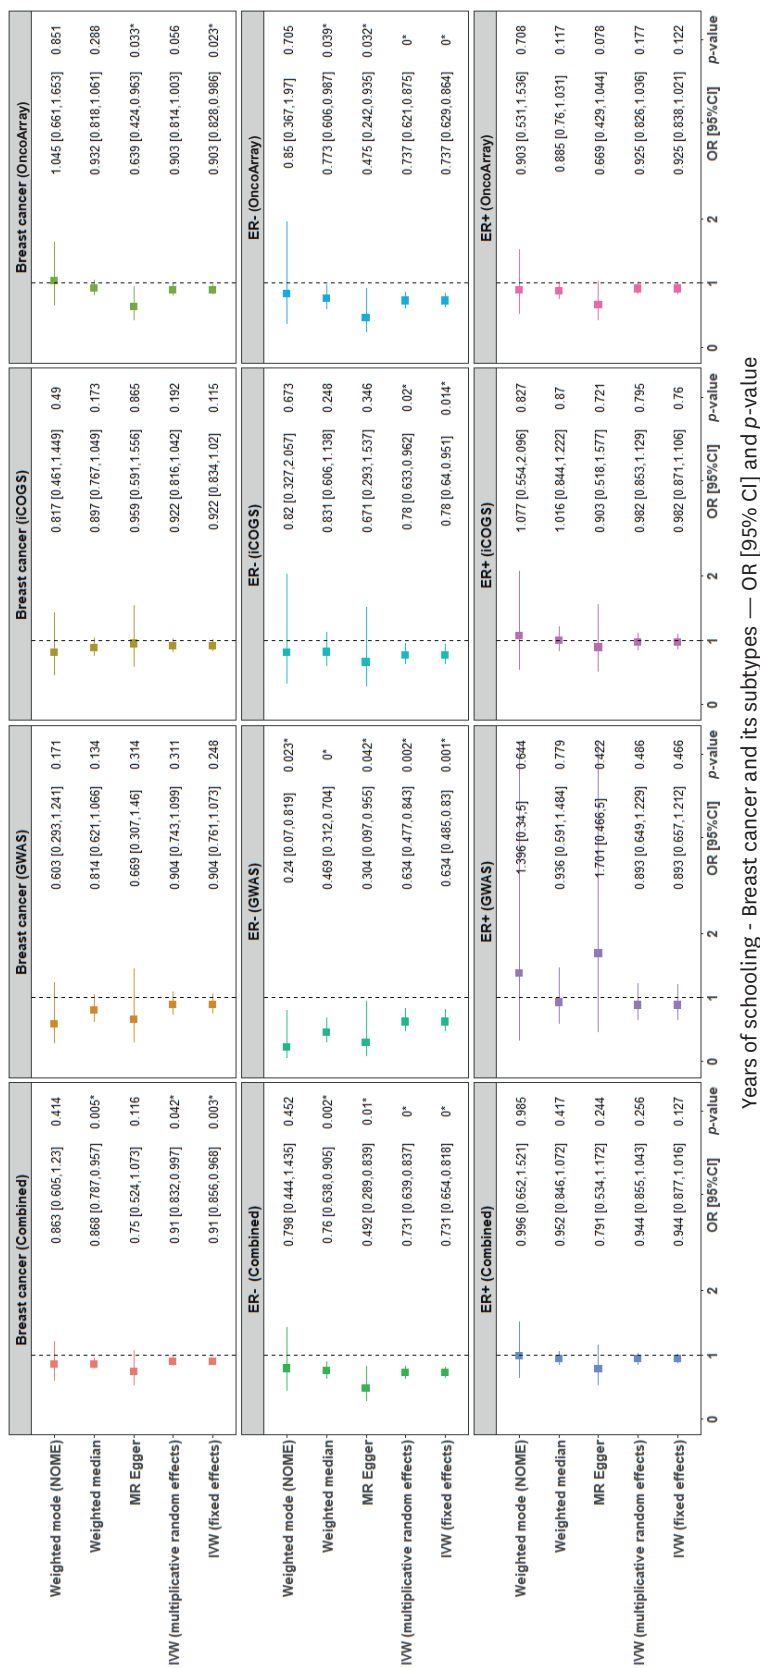 Breast cancer (Combined)
Breast cancer (GWAS)
Breast cancer (iCOGS)
Breast cancer (OncoArray)
Weighted mode (NOME)
0.863 [0.605,1.23] 0.414
0.603 [0.293,1.241] 0.171
0.817 [0.461,1.449] 0.49
1.045 [0.661,1.653] 0.851
Weighted median
0.868 [0.787,0.957] 0.005*
0.814 [0.621,1.066] 0.134
0.897 [0.767,1.049] 0.173
0.932 [0.818,1.061] 0.288
MR Egger
0.75 [0.524,1.073] 0.116
0.669 [0.307,1.46] 0.314
0.959 [0.591,1.556] 0.865
0.639 [0.424,0.963] 0.033*
IVW (multiplicative random effects)
0.91 [0.832,0.997] 0.042*
0.904 [0.743,1.099] 0.311
0.922 [0.816,1.042] 0.192
0.903 [0.814,1.003] 0.056
IVW (fixed effects)
0.91 [0.856,0.968] 0.003*
0.904 [0.761,1.073] 0.248
0.922 [0.834,1.02] 0.115
0.903 [0.828,0.986] 0.023*
ER- (Combined)
ER- (GWAS)
ER- (iCOGS)
ER- (OncoArray)
Weighted mode (NOME)
0.798 [0.444,1.435] 0.452
0.24 [0.07,0.819] 0.023*
0.82 [0.327,2.057] 0.673
0.85 [0.367,1.97] 0.705
Weighted median
0.76 [0.638,0.905] 0.002*
0.469 [0.312,0.704] 0*
0.831 [0.606,1.138] 0.248
0.773 [0.606,0.987] 0.039*
MR Egger
0.492 [0.289,0.839] 0.01*
0.304 [0.097,0.955] 0.042*
0.671 [0.293,1.537] 0.346
0.475 [0.242,0.935] 0.032*
IVW (multiplicative random effects)
0.731 [0.639,0.837] 0*
0.634 [0.477,0.843] 0.002*
0.78 [0.633,0.962] 0.02*
0.737 [0.621,0.875] 0*
IVW (fixed effects)
0.731 [0.654,0.818] 0*
0.634 [0.485,0.83] 0.001*
0.78 [0.64,0.951] 0.014*
0.737 [0.629,0.864] 0*
ER+ (Combined)
ER+ (GWAS)
ER+ (iCOGS)
ER+ (OncoArray)
Weighted mode (NOME)
0.996 [0.652,1.521] 0.985
1.396 [0.34,5] 0.644
1.077 [0.554,2.096] 0.827
0.903 [0.531,1.536] 0.708
Weighted median
0.952 [0.846,1.072] 0.417
0.936 [0.591,1.484] 0.779
1.016 [0.844,1.222] 0.87
0.885 [0.76,1.031] 0.117
MR Egger
0.791 [0.534,1.172] 0.244
1.701 [0.466,5] 0.422
0.903 [0.518,1.577] 0.721
0.669 [0.429,1.044] 0.078
IVW (multiplicative random effects)
0.944 [0.855,1.043] 0.256
0.893 [0.649,1.229] 0.486
0.982 [0.853,1.129] 0.795
0.925 [0.826,1.036] 0.177
IVW (fixed effects)
0.944 [0.877,1.016] 0.127
0.893 [0.657,1.212] 0.466
0.982 [0.871,1.106] 0.76
0.925 [0.838,1.021] 0.122
0 1 2 OR [95%CI] p-value
0 1 2 OR [95%CI] p-value
0 1 2 OR [95%CI] p-value
0 1 2 OR [95%CI] p-value
Years of schooling - Breast cancer and its subtypes — OR [95% CI] and p-value